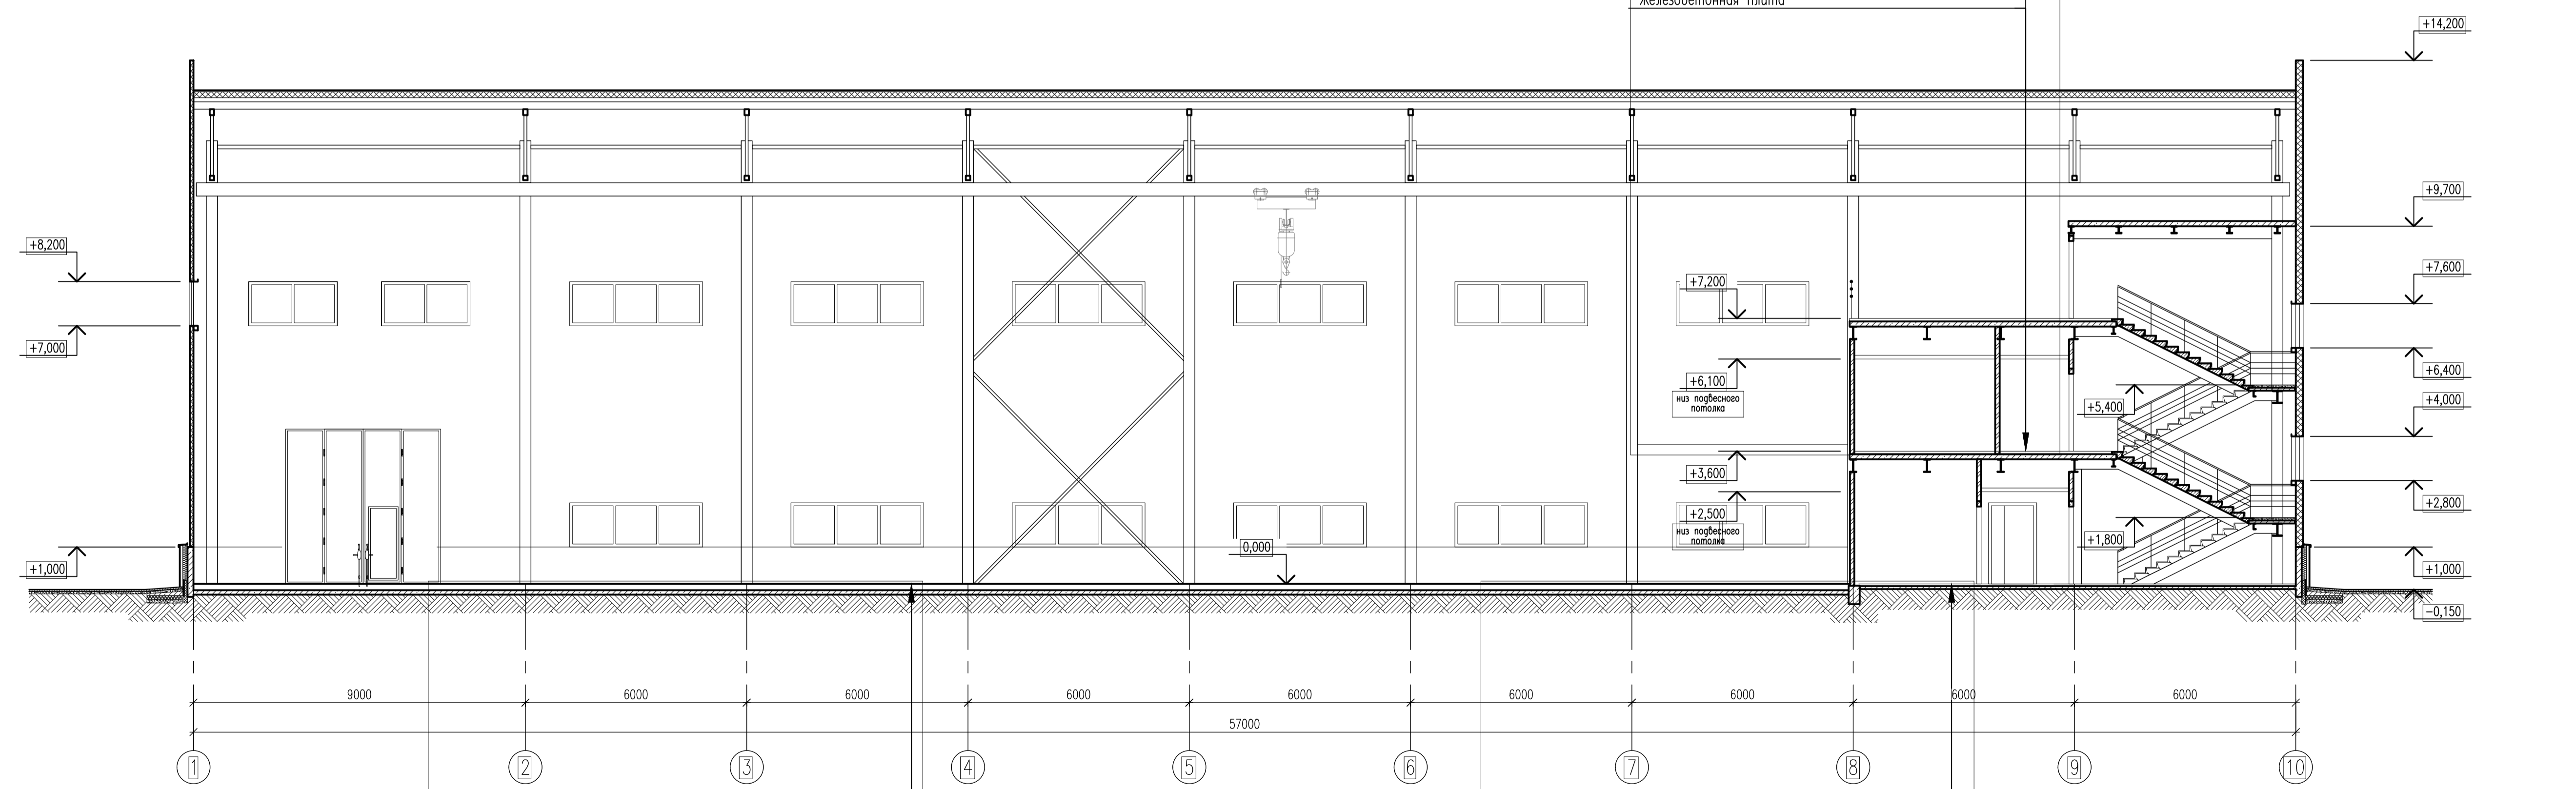 Железобетонная плита
+14,200
+9,700
+8,200
+7,600
+7,200
+7,000
+6,400
+6,100
низ подвесного
потолка
+5,400
+4,000
+3,600
+2,800
+2,500
низ подвесного
потолка
+1,800
0,000
+1,000
+1,000
-0,150
9000 6000 6000 6000 6000 6000 6000 6000 6000
57000
1 2 3 4 5 6 7 8 9 10